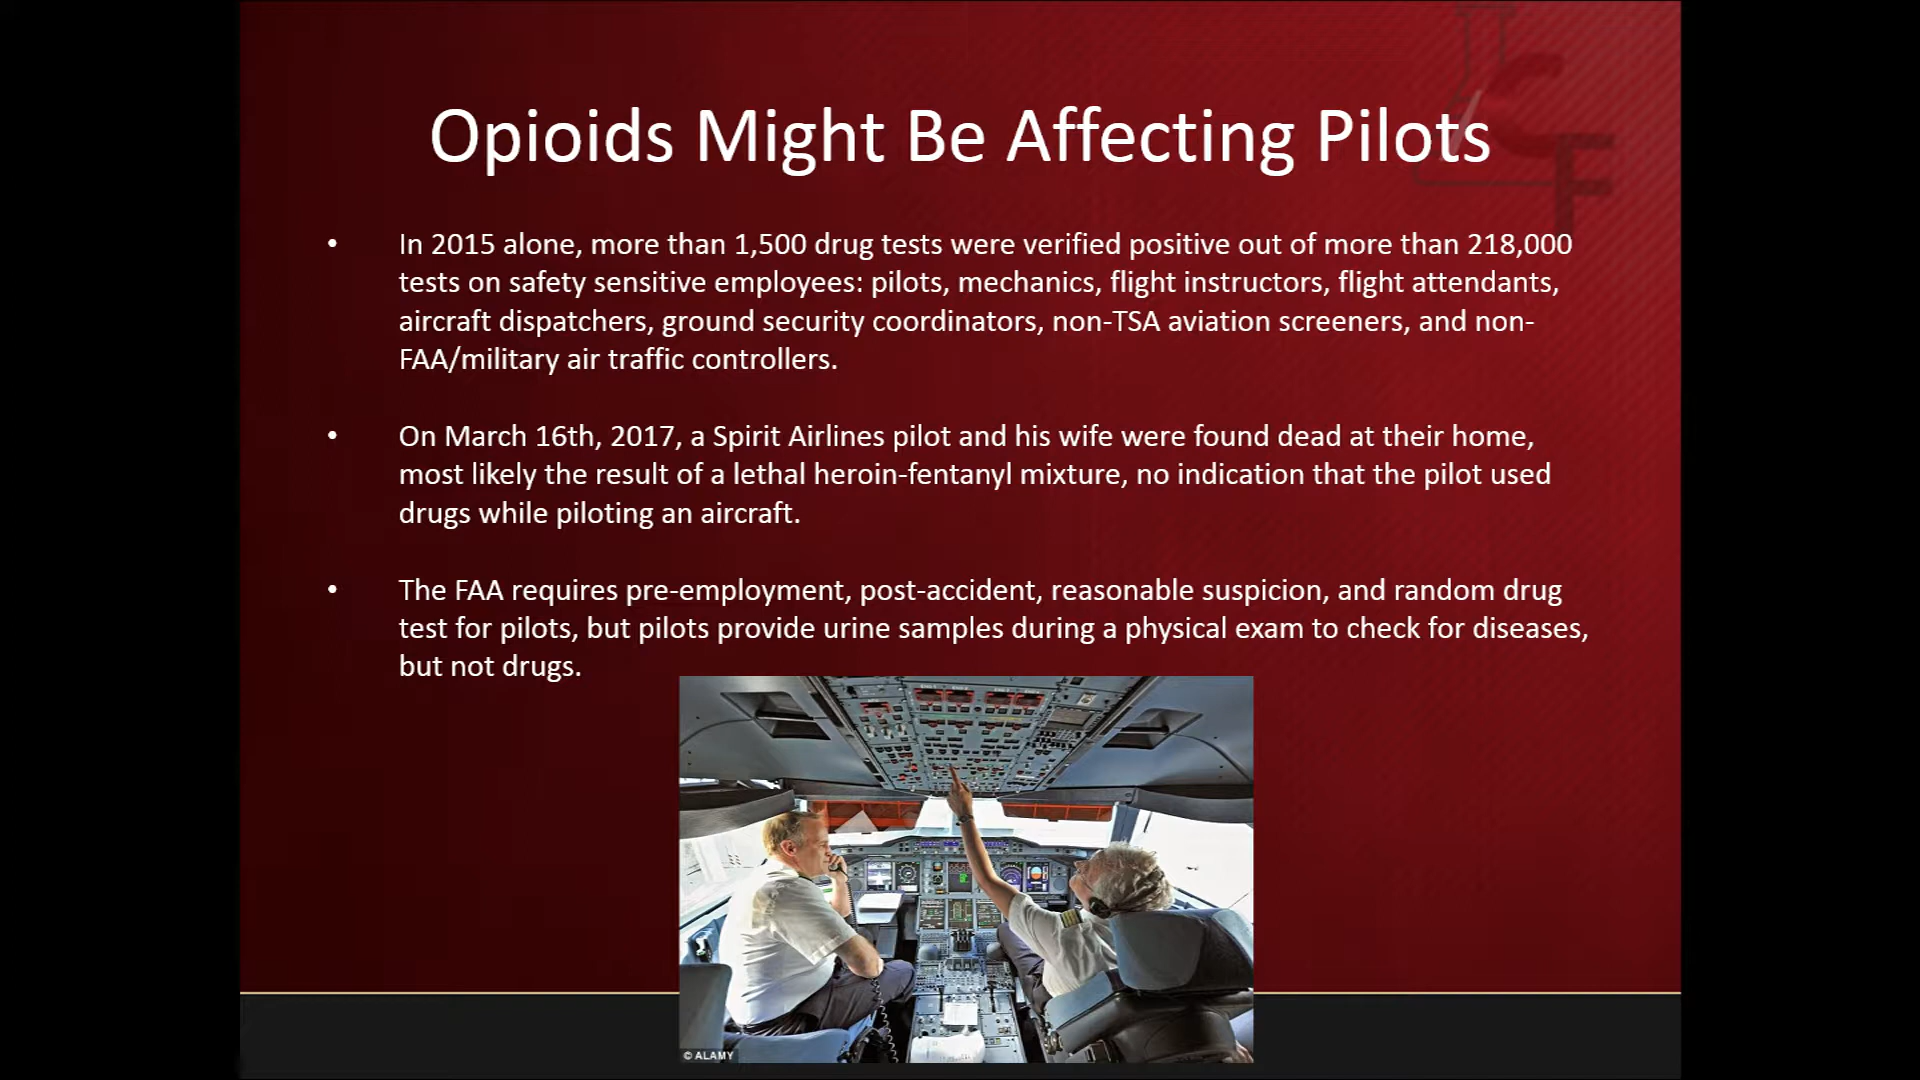 Opioids Might Be Affecting Pilots
• In 2015 alone, more than 1,500 drug tests were verified positive out of more than 218,000
tests on safety sensitive employees: pilots, mechanics, flight instructors, flight attendants,
aircraft dispatchers, ground security coordinators, non-TSA aviation screeners, and non-
FAA/military air traffic controllers.
• On March 16th, 2017, a Spirit Airlines pilot and his wife were found dead at their home,
most likely the result of a lethal heroin-fentanyl mixture, no indication that the pilot used
drugs while piloting an aircraft.
• The FAA requires pre-employment, post-accident, reasonable suspicion, and random drug
test for pilots, but pilots provide urine samples during a physical exam to check for diseases,
but not drugs.
© ALAMY